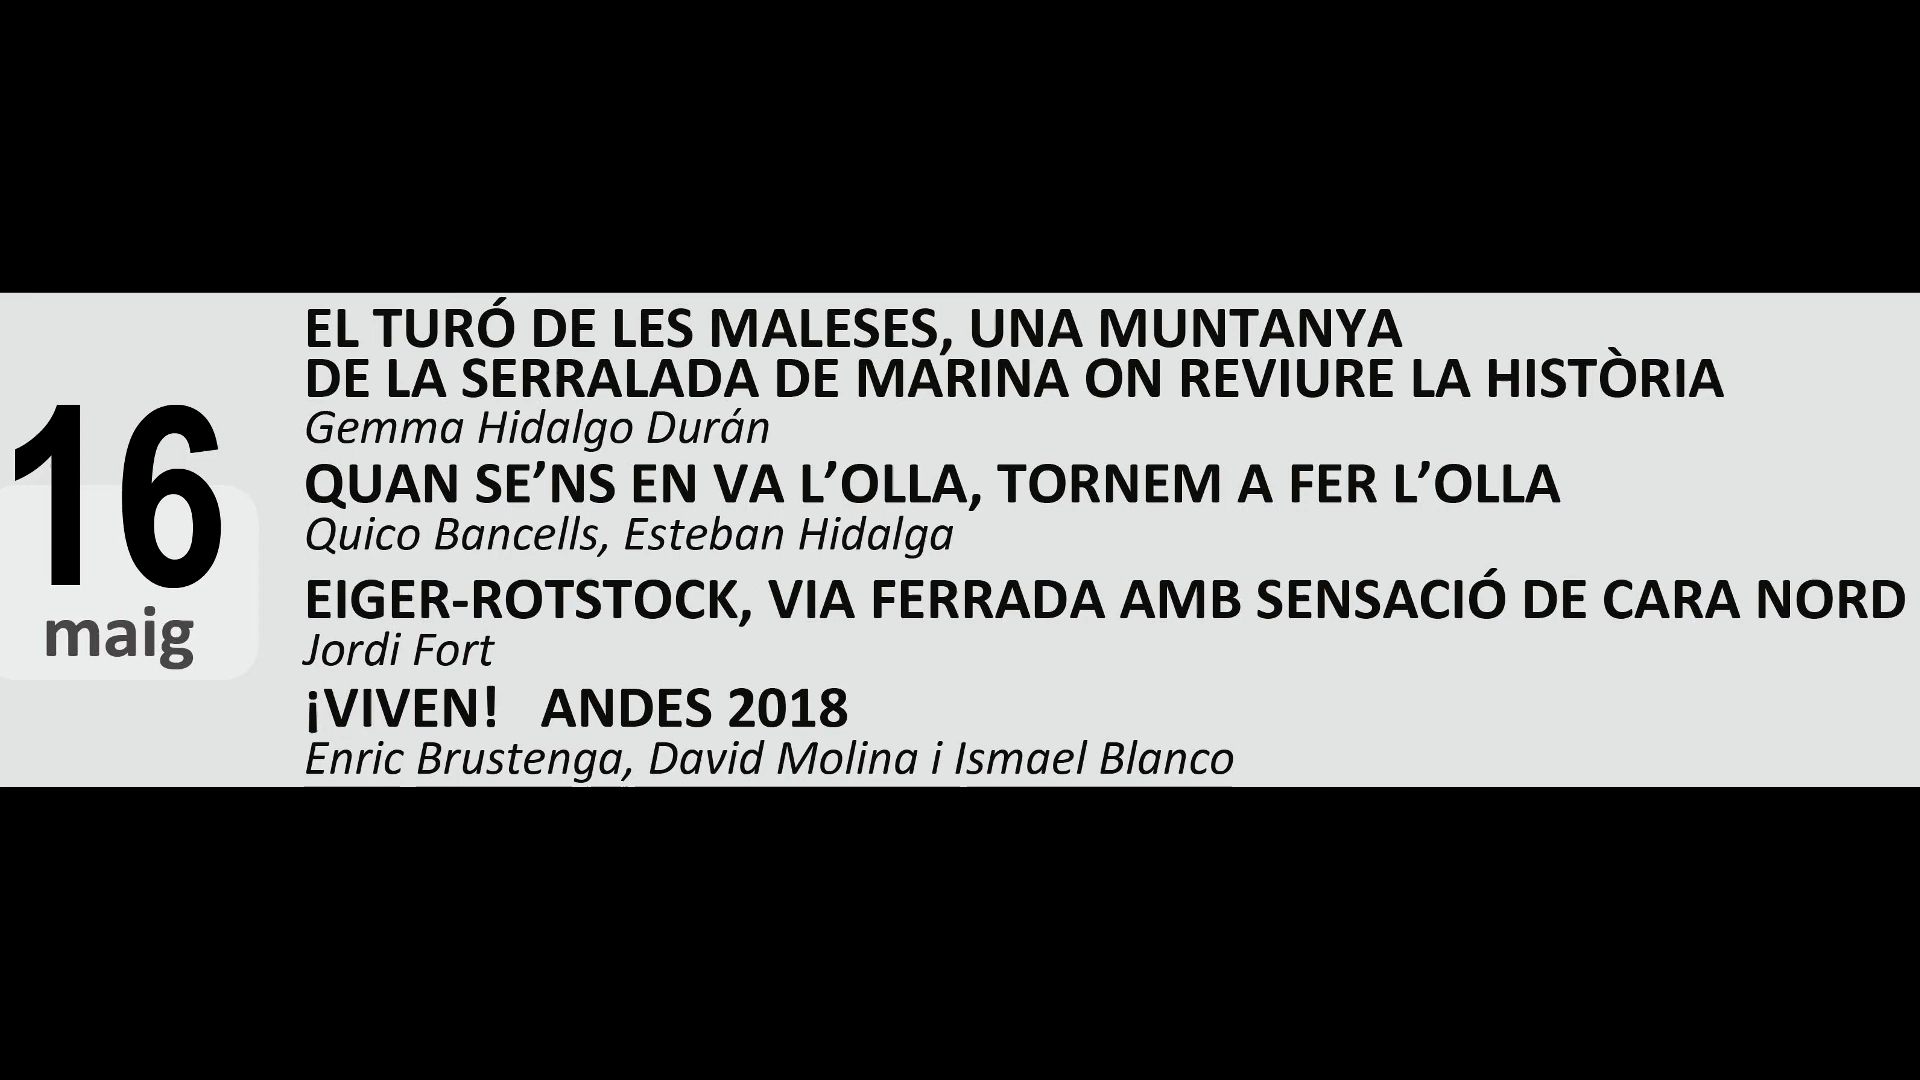 16
maig
EL TURÓ DE LES MALESES, UNA MUNTANYA
DE LA SERRALADA DE MARINA ON REVIURE LA HISTÒRIA
Gemma Hidalgo Durán
QUAN SE’NS EN VA L’OLLA, TORNEM A FER L’OLLA
Quico Bancells, Esteban Hidalga
EIGER-ROTSTOCK, VIA FERRADA AMB SENSACIÓ DE CARA NORD
Jordi Fort
¡VIVEN! ANDES 2018
Enric Brustenga, David Molina i Ismael Blanco